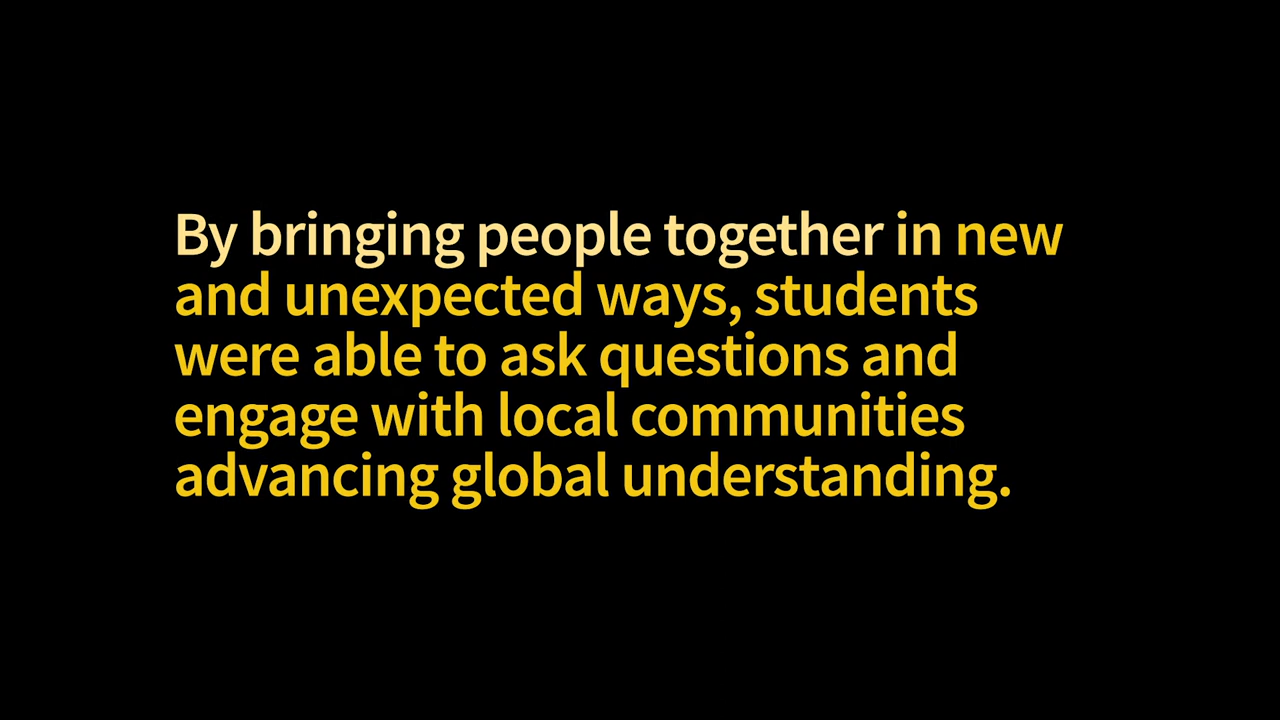 By bringing people together in new
and unexpected ways, students
were able to ask questions and
engage with local communities
advancing global understanding.